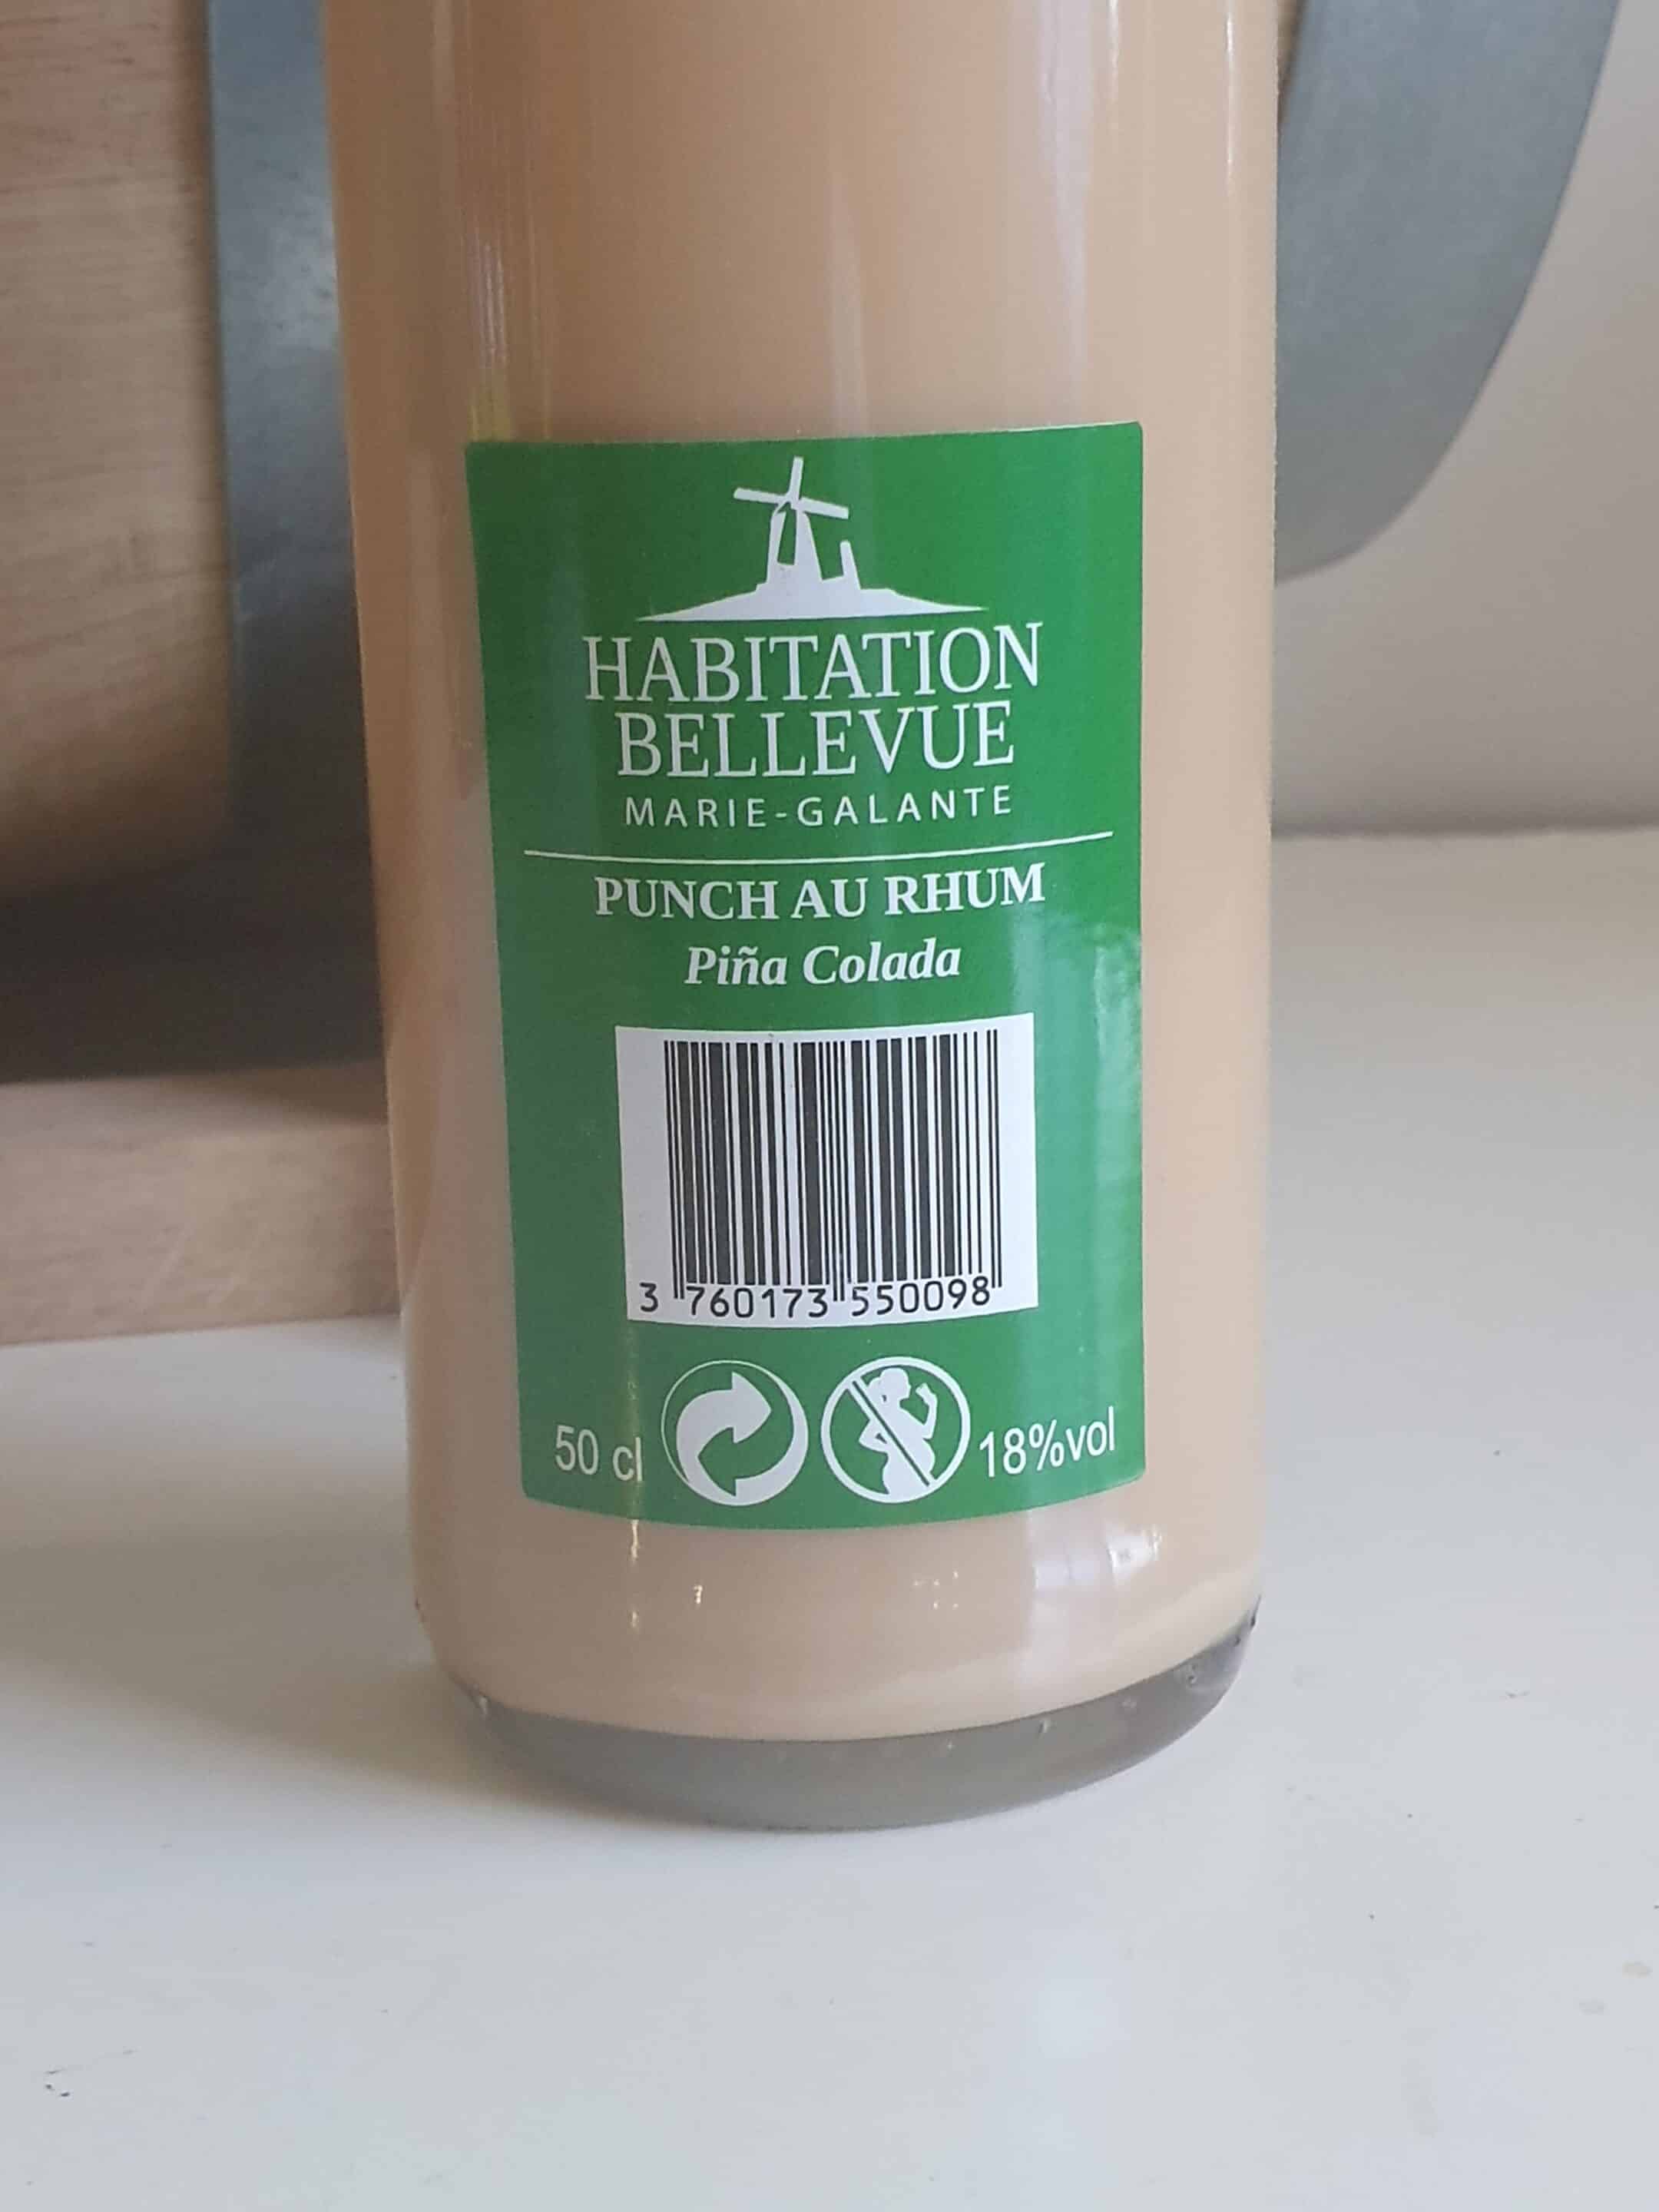 HABITATION
BELLEVUE
MARIE-GALANTE
PUNCH AU RHUM
Piña Colada
3 760173 550098
50 cl 18%vol